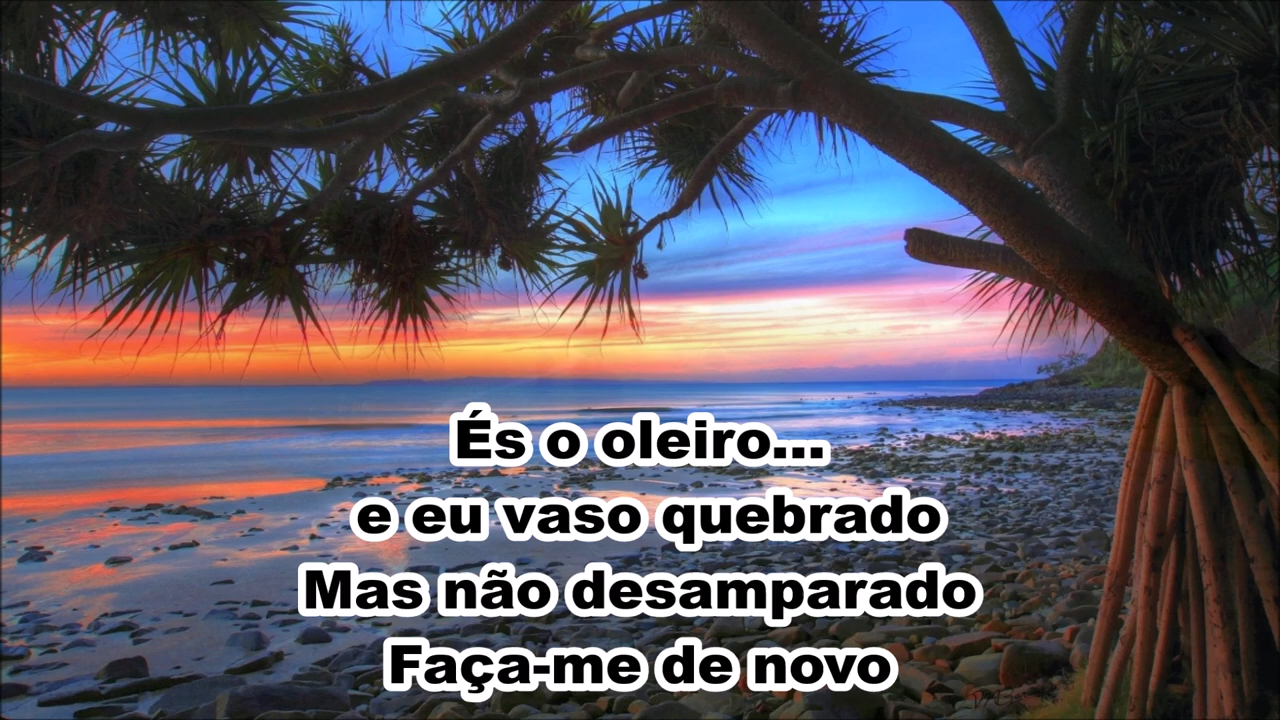 És o oleiro...
e eu vaso quebrado
Mas não desamparado
Faça-me de novo